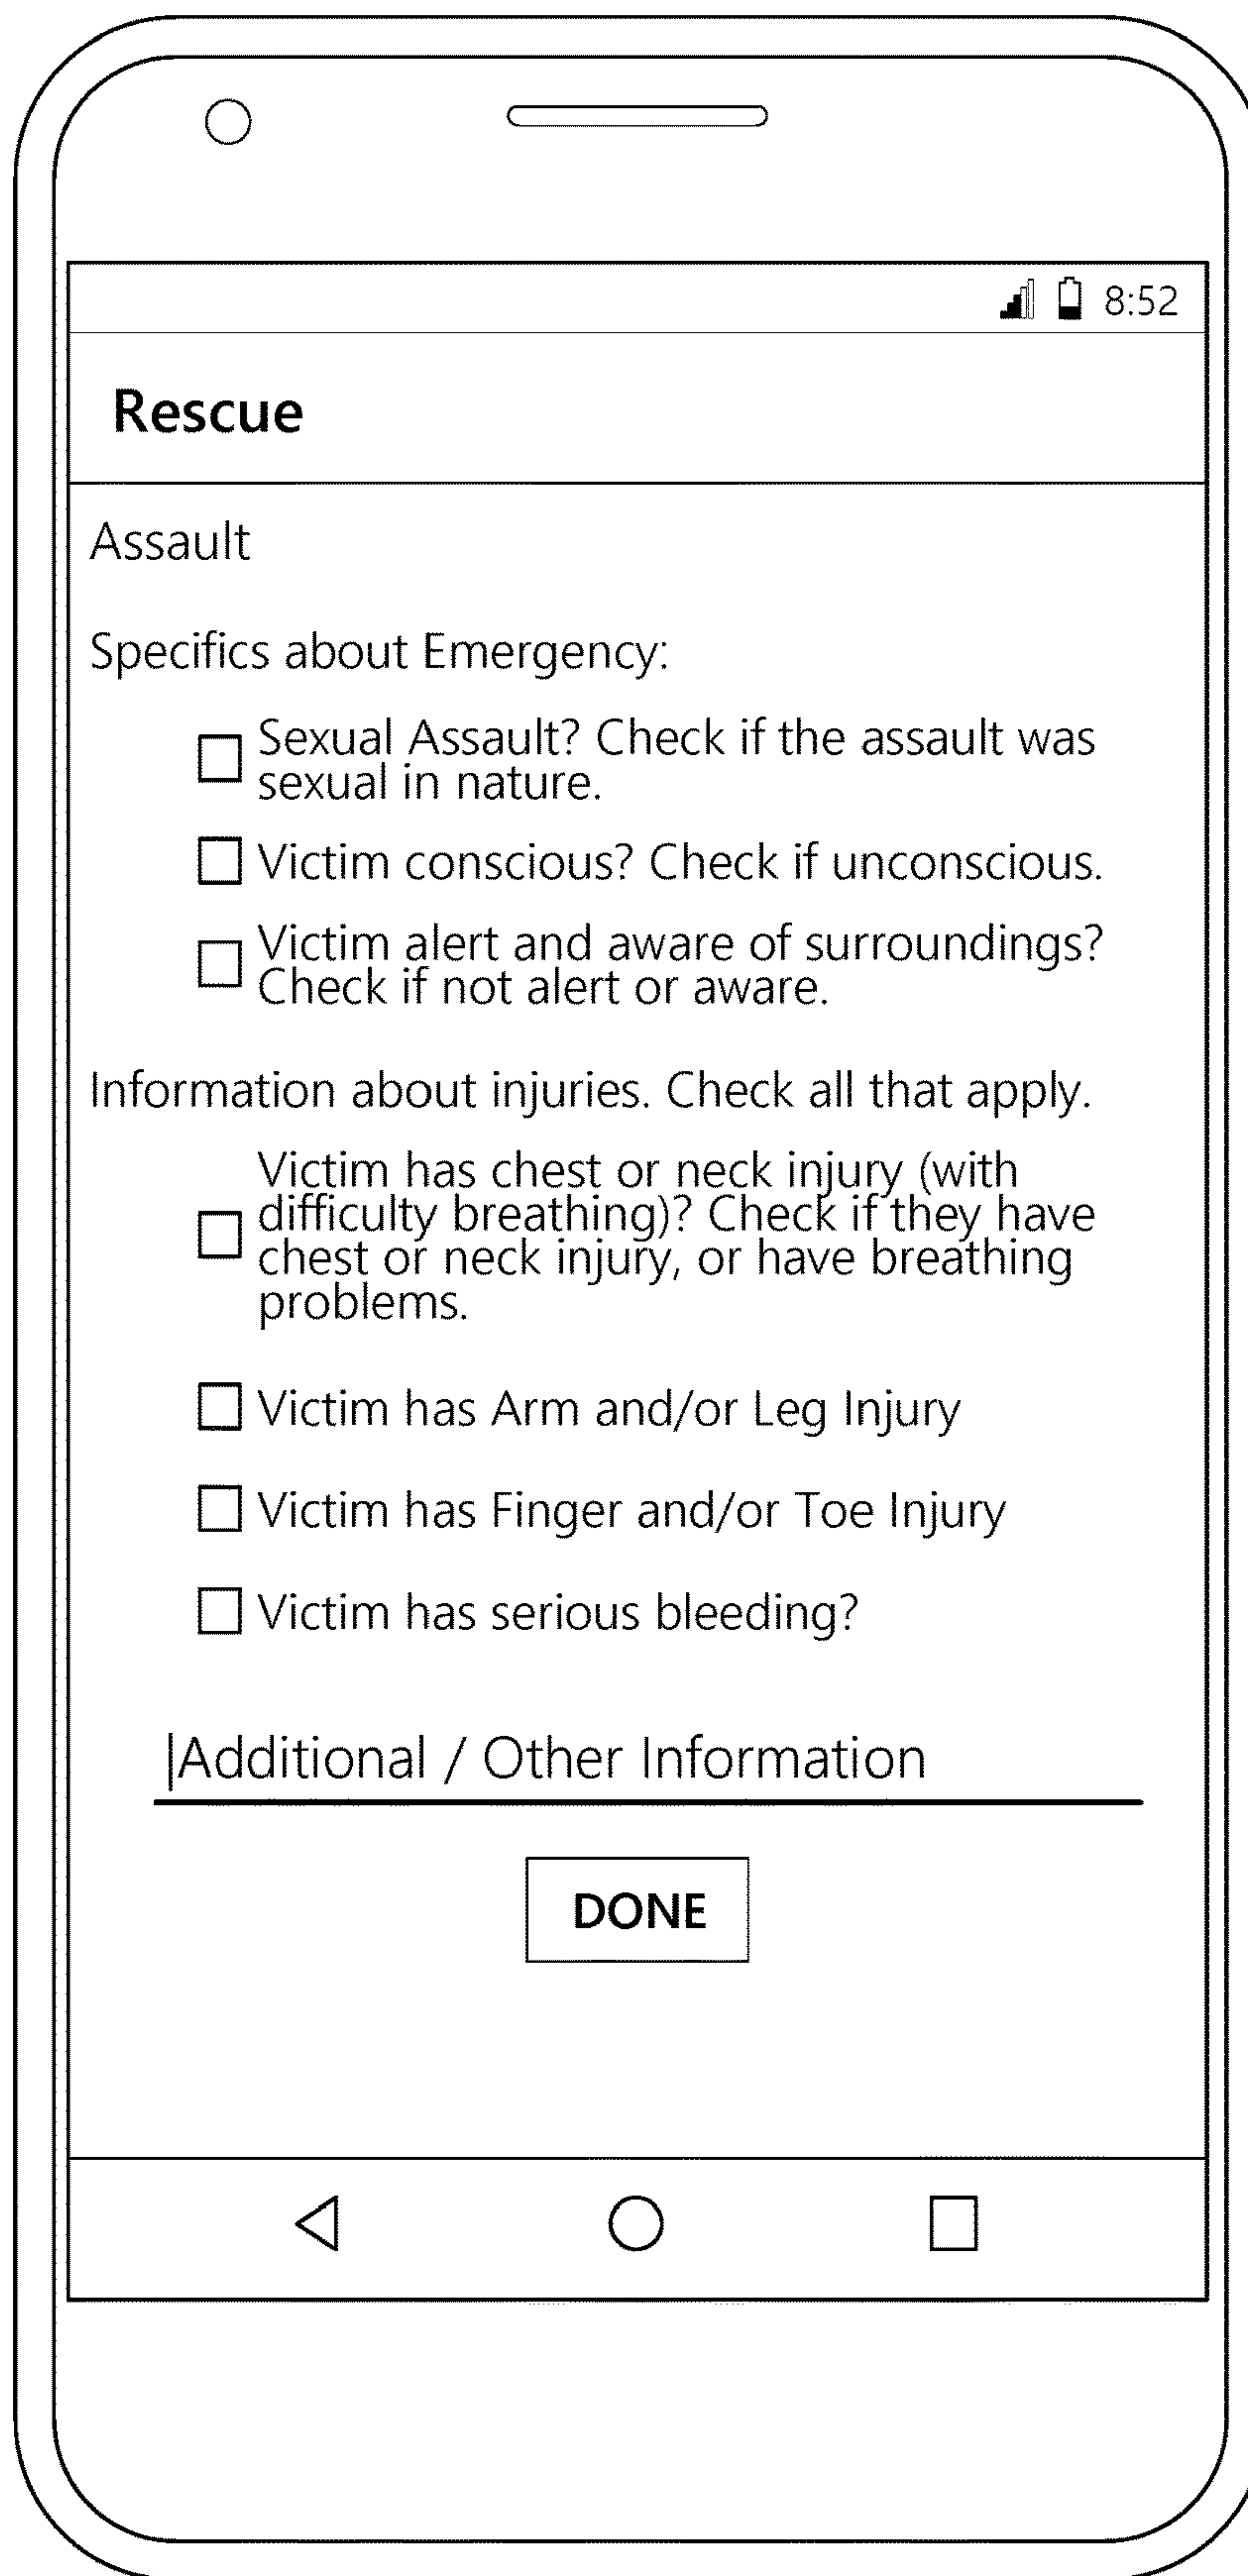 8:52
Rescue
Assault
Specifics about Emergency:
Sexual Assault? Check if the assault was
sexual in nature.
Victim conscious? Check if unconscious.
Victim alert and aware of surroundings?
Check if not alert or aware.
Information about injuries. Check all that apply.
Victim has chest or neck injury (with
difficulty breathing)? Check if they have
chest or neck injury, or have breathing
problems.
Victim has Arm and/or Leg Injury
Victim has Finger and/or Toe Injury
Victim has serious bleeding?
Additional / Other Information
DONE